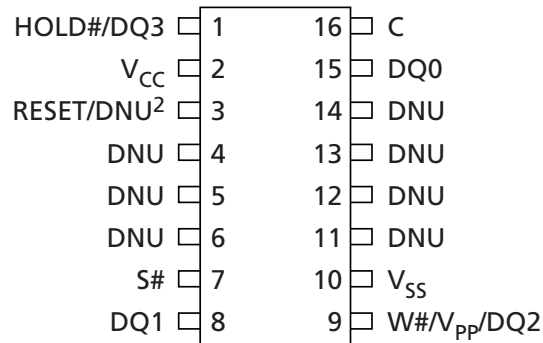 HOLD#/DQ3 1 16 C
VCC 2 15 DQ0
RESET/DNU2 3 14 DNU
DNU 4 13 DNU
DNU 5 12 DNU
DNU 6 11 DNU
S# 7 10 VSS
DQ1 8 9 W#/VPP/DQ2